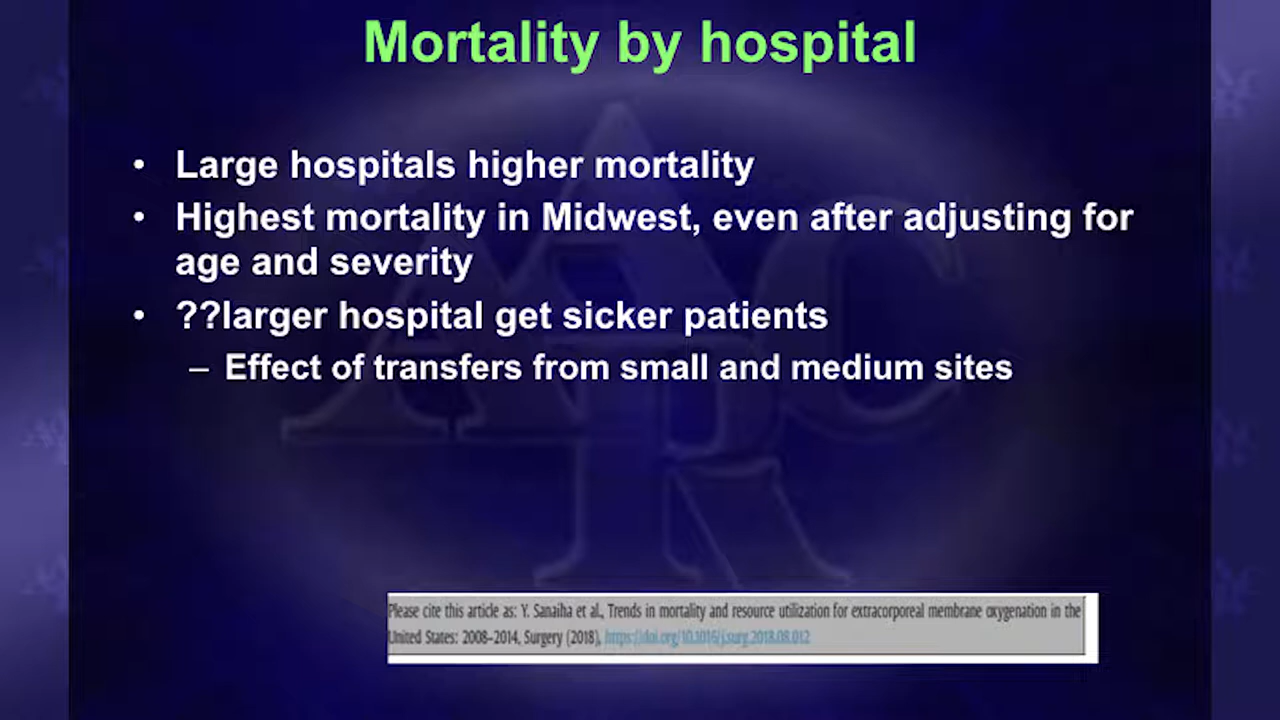 Mortality by hospital
• Large hospitals higher mortality
• Highest mortality in Midwest, even after adjusting for
age and severity
• ??larger hospital get sicker patients
– Effect of transfers from small and medium sites
Please cite this article as: Y. Sanaiha et al., Trends in mortality and resource utilization for extracorporeal membrane oxygenation in the
United States: 2008–2014, Surgery (2018), https://doi.org/10.1016/j.surg.2018.08.012